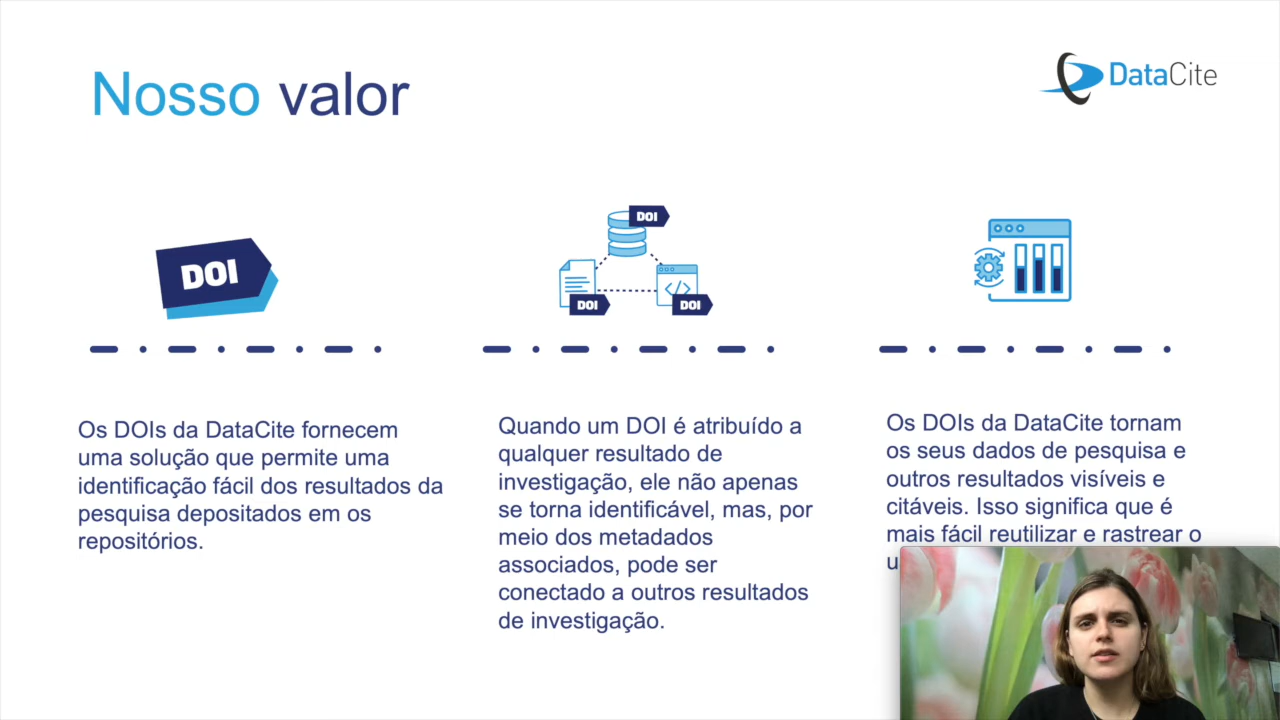 Nosso valor
DataCite
DOI
DOI
DOI
DOI
Os DOIs da DataCite fornecem
uma solução que permite uma
identificação fácil dos resultados da
pesquisa depositados em os
repositórios.
Quando um DOI é atribuído a
qualquer resultado de
investigação, ele não apenas
se torna identificável, mas, por
meio dos metadados
associados, pode ser
conectado a outros resultados
de investigação.
Os DOIs da DataCite tornam
os seus dados de pesquisa e
outros resultados visíveis e
citáveis. Isso significa que é
mais fácil reutilizar e rastrear o